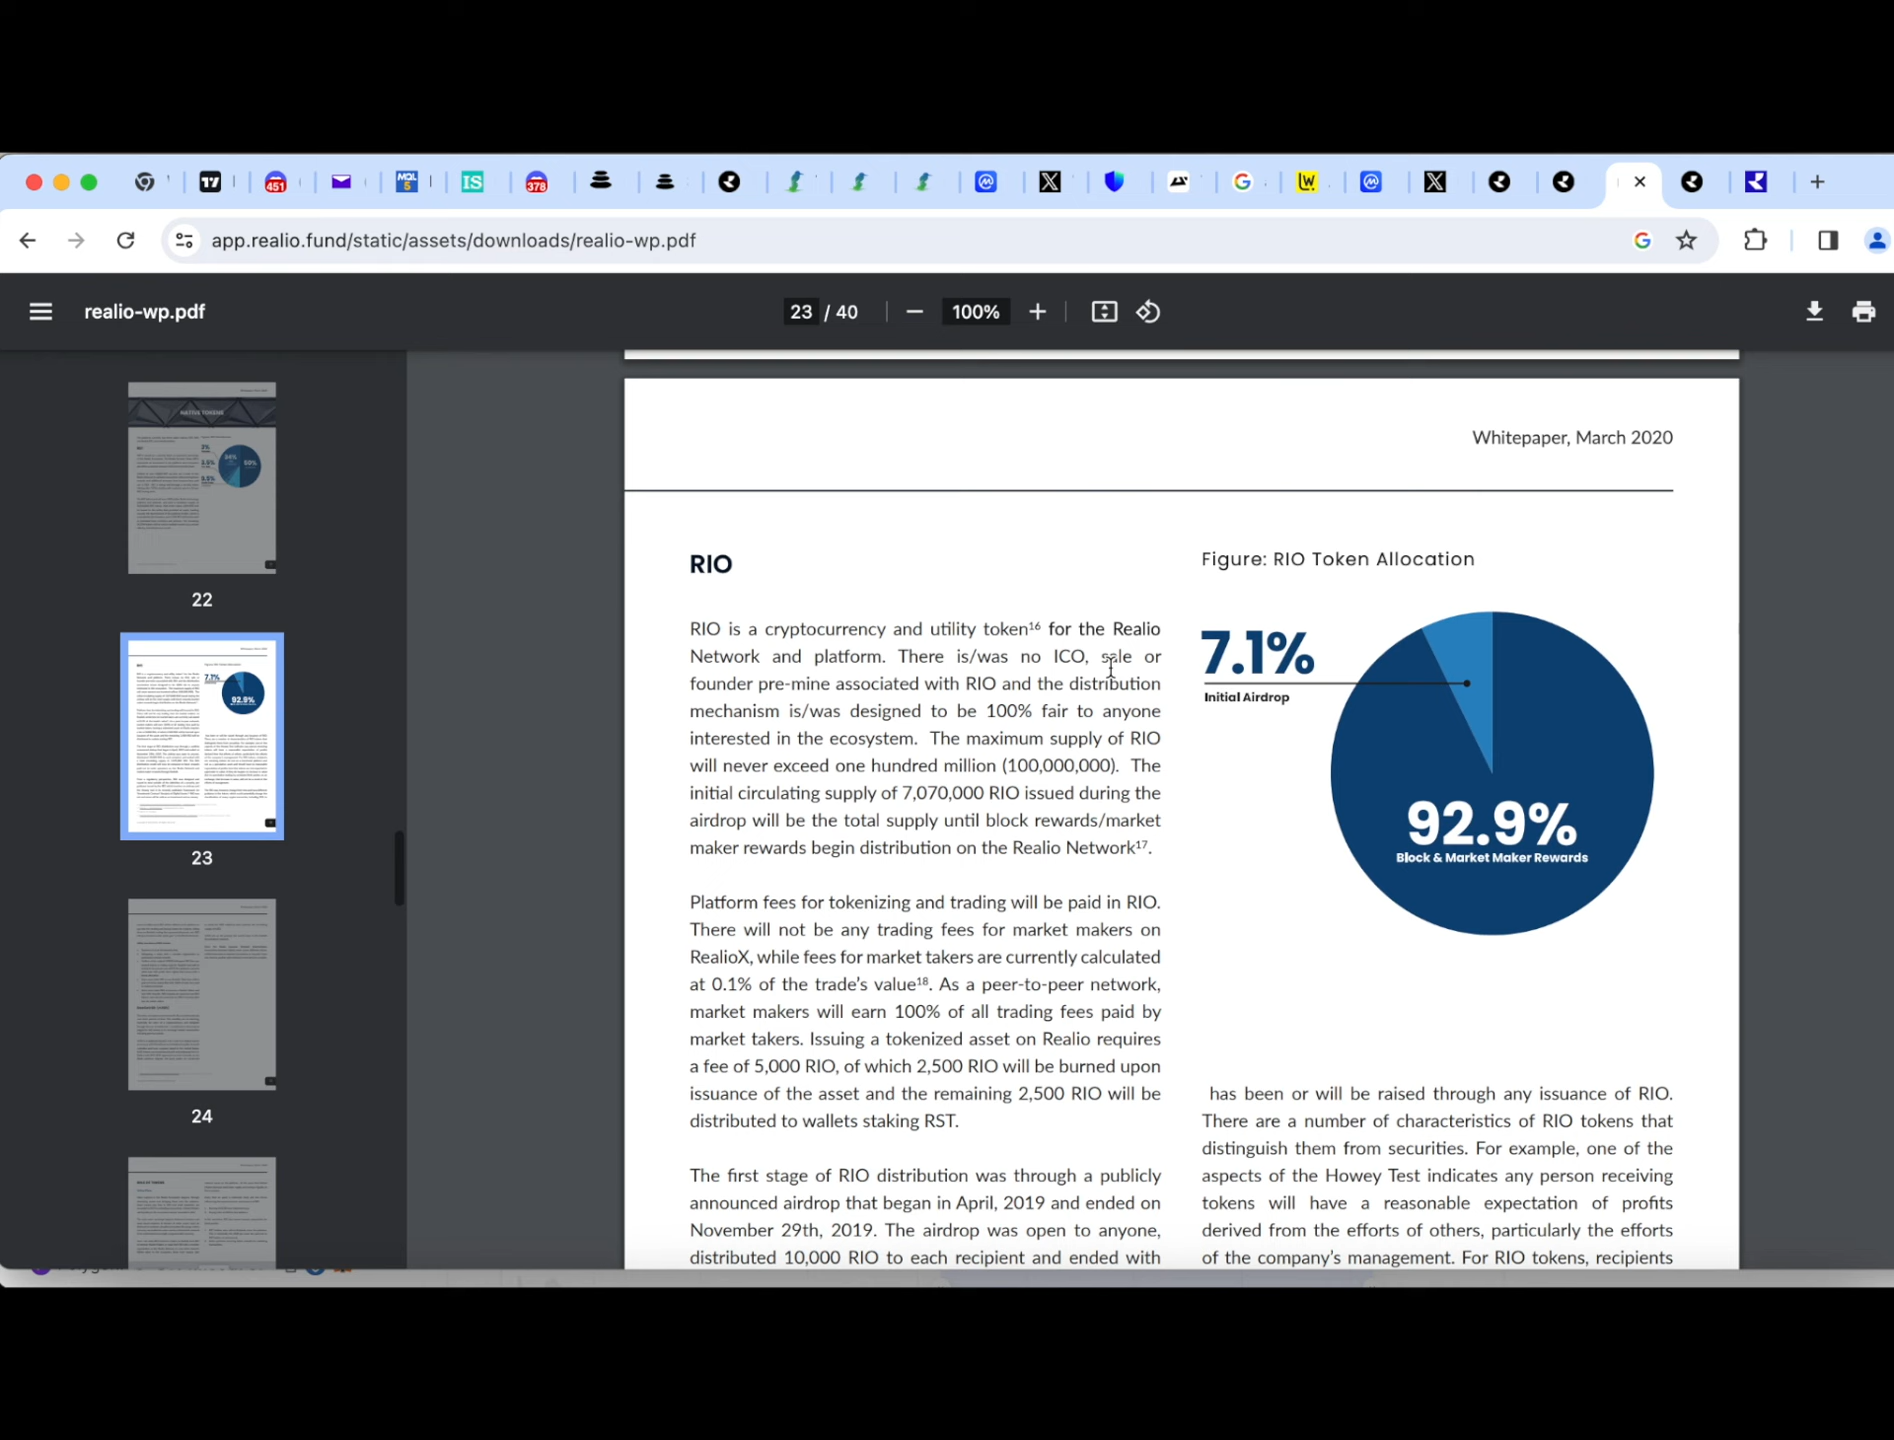 451
MQL
5
IS
378
W
app.realio.fund/static/assets/downloads/realio-wp.pdf
realio-wp.pdf
23 / 40
100%
NATIVE TOKENS
22
23
24
Whitepaper, March 2020
RIO
RIO is a cryptocurrency and utility token¹⁶ for the Realio
Network and platform. There is/was no ICO, sale or
founder pre-mine associated with RIO and the distribution
mechanism is/was designed to be 100% fair to anyone
interested in the ecosystem. The maximum supply of RIO
will never exceed one hundred million (100,000,000). The
initial circulating supply of 7,070,000 RIO issued during the
airdrop will be the total supply until block rewards/market
maker rewards begin distribution on the Realio Network¹⁷.
Platform fees for tokenizing and trading will be paid in RIO.
There will not be any trading fees for market makers on
RealioX, while fees for market takers are currently calculated
at 0.1% of the trade's value¹⁸. As a peer-to-peer network,
market makers will earn 100% of all trading fees paid by
market takers. Issuing a tokenized asset on Realio requires
a fee of 5,000 RIO, of which 2,500 RIO will be burned upon
issuance of the asset and the remaining 2,500 RIO will be
distributed to wallets staking RST.
The first stage of RIO distribution was through a publicly
announced airdrop that began in April, 2019 and ended on
November 29th, 2019. The airdrop was open to anyone,
distributed 10,000 RIO to each recipient and ended with
Figure: RIO Token Allocation
7.1%
Initial Airdrop
92.9%
Block & Market Maker Rewards
has been or will be raised through any issuance of RIO.
There are a number of characteristics of RIO tokens that
distinguish them from securities. For example, one of the
aspects of the Howey Test indicates any person receiving
tokens will have a reasonable expectation of profits
derived from the efforts of others, particularly the efforts
of the company's management. For RIO tokens, recipients